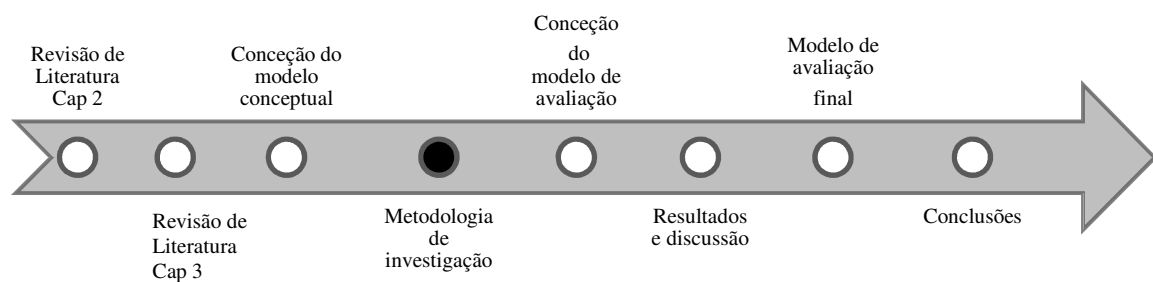 Revisão de
Literatura
Cap 2
Revisão de
Literatura
Cap 3
Conceção do
modelo
conceptual
Metodologia
de
investigação
Conceção
do
modelo de
avaliação
Resultados
e discussão
Modelo de
avaliação
final
Conclusões